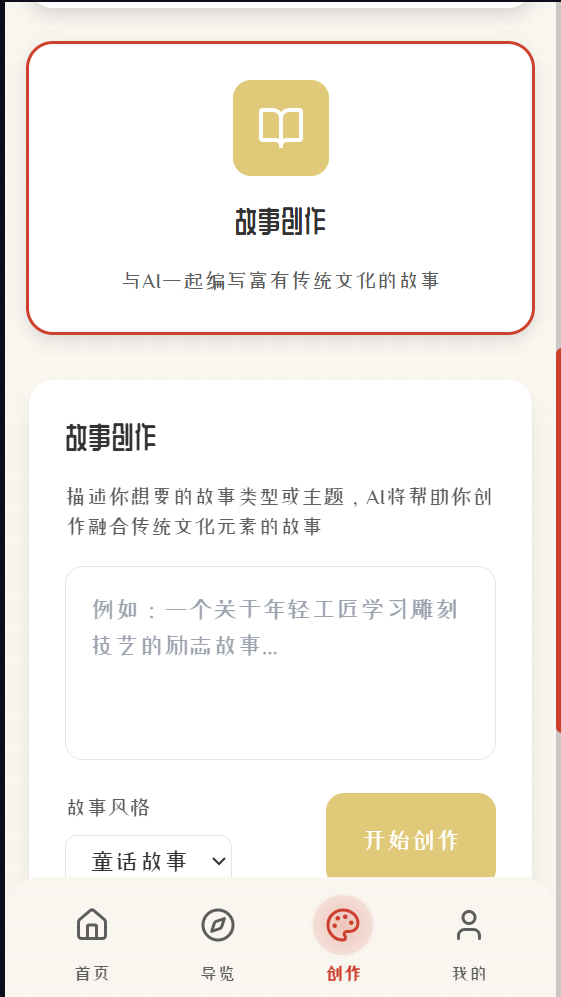 故事创作
与AI一起编写富有传统文化的故事
故事创作
描述你想要的故事类型或主题，AI将帮助你创
作融合传统文化元素的故事
例如：一个关于年轻工匠学习雕刻
技艺的励志故事...
故事风格
开始创作
童话故事
首页
导览
创作
我的